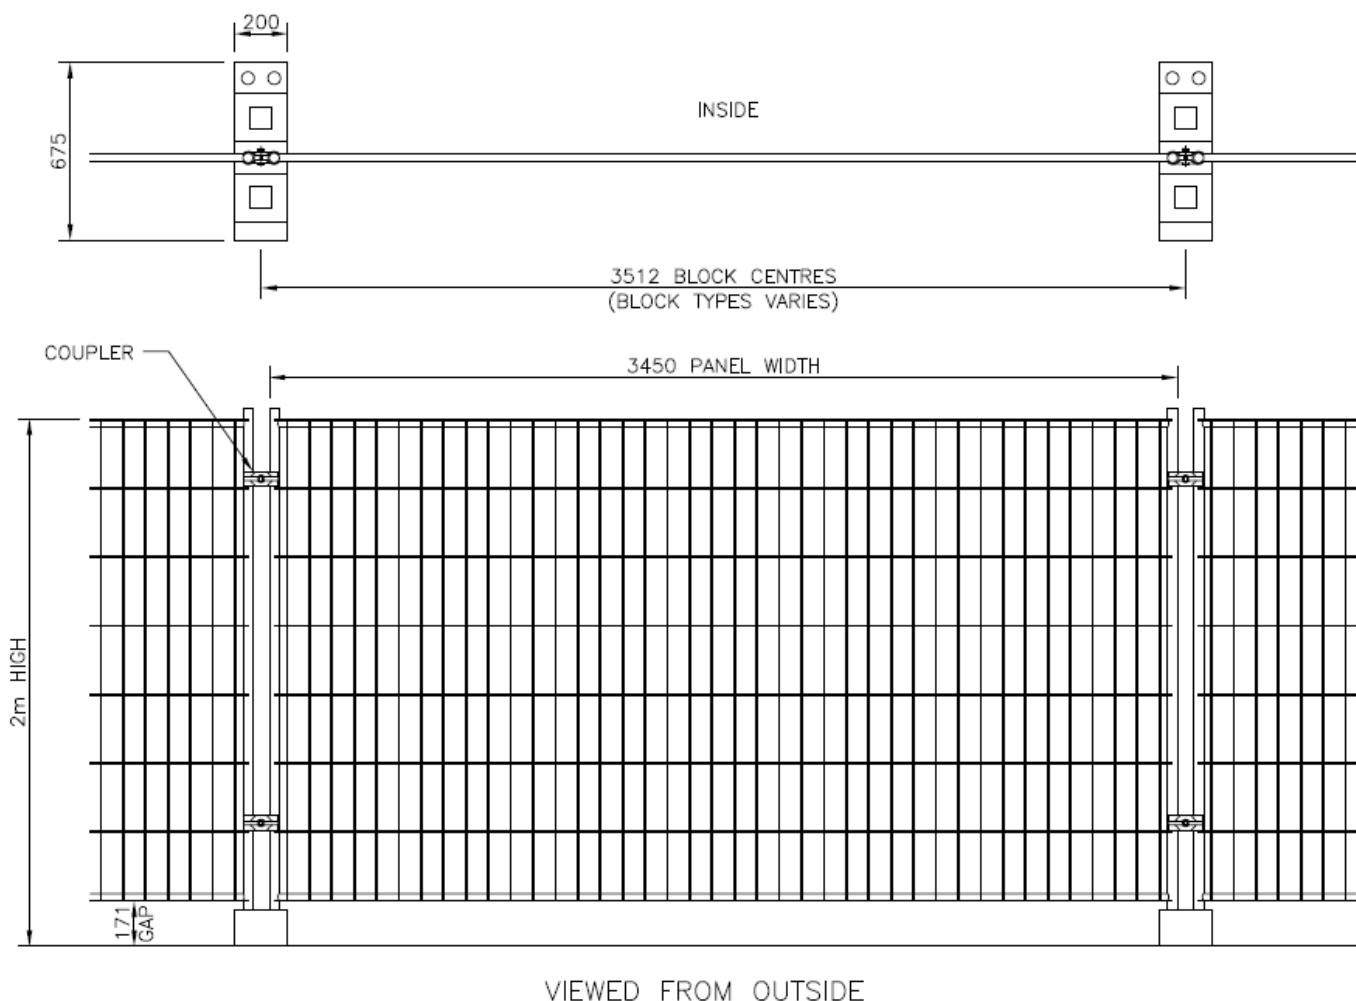 200
INSIDE
675
3512 BLOCK CENTRES
(BLOCK TYPES VARIES)
COUPLER
3450 PANEL WIDTH
2m HIGH
171
GAP
VIEWED FROM OUTSIDE